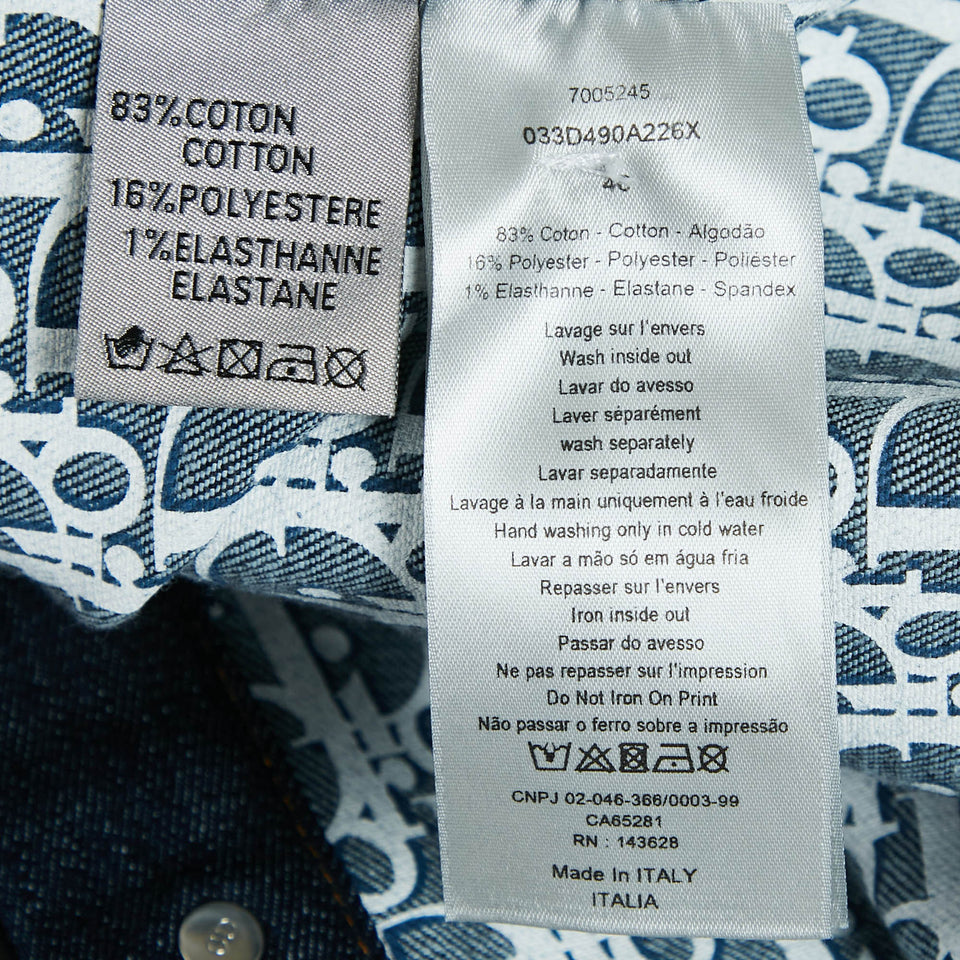 83%COTON
COTTON
16%POLYESTERE
1%ELASTHANNE
ELASTANE
7005245
033D490A226X
83% Coton - Cotton - Algodão
16% Polyester - Polyester - Poliéster
1% Elasthanne - Elastane - Spandex
Lavage sur l'envers
Wash inside out
Lavar do avesso
Laver séparément
wash separately
Lavar separadamente
Lavage à la main uniquement à l'eau froide
Hand washing only in cold water
Lavar a mão só em água fria
Repasser sur l'envers
Iron inside out
Passar do avesso
Ne pas repasser sur l'impression
Do Not Iron On Print
Não passar o ferro sobre a impressão
CNPJ 02-046-366/0003-99
CA65281
RN : 143628
Made In ITALY
ITALIA